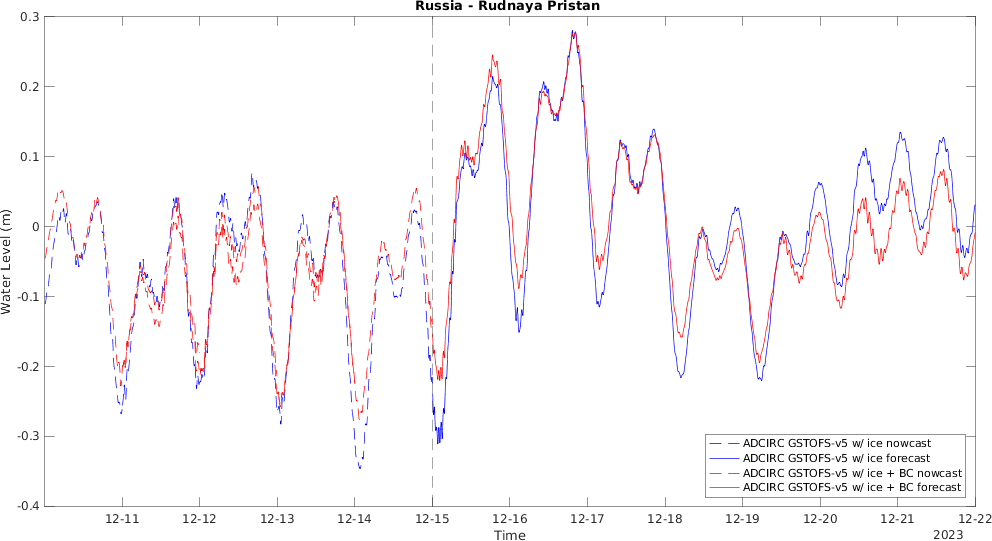 Russia - Rudnaya Pristan
0.3
0.2
0.1
0
-0.1
-0.2
-0.3
-0.4
Water Level (m)
ADCIRC GSTOFS-v5 w/ ice nowcast
ADCIRC GSTOFS-v5 w/ ice forecast
ADCIRC GSTOFS-v5 w/ ice + BC nowcast
ADCIRC GSTOFS-v5 w/ ice + BC forecast
12-11 12-12 12-13 12-14 12-15 12-16 12-17 12-18 12-19 12-20 12-21 12-22
Time
2023